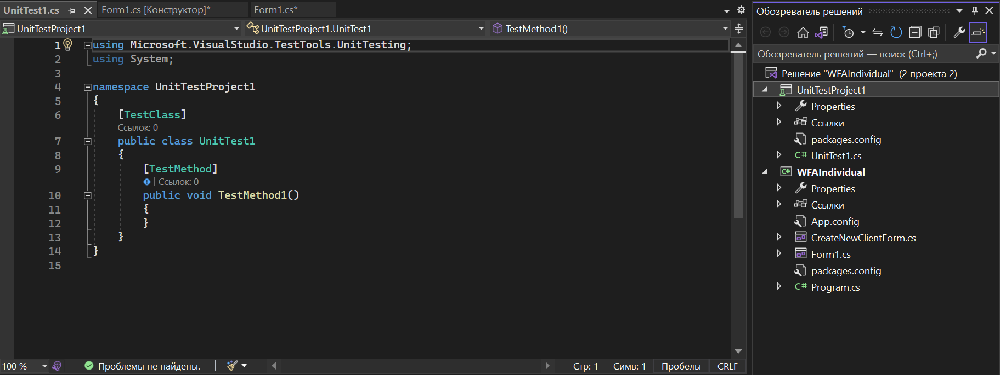 UnitTest1.cs
Form1.cs [Конструктор]*
Form1.cs*
UnitTestProject1
UnitTestProject1.UnitTest1
TestMethod1()
1 using Microsoft.VisualStudio.TestTools.UnitTesting;
2 using System;
3
4 namespace UnitTestProject1
5 {
6 [TestClass]
Ссылок: 0
7 public class UnitTest1
8 {
9 [TestMethod]
| Ссылок: 0
10 public void TestMethod1()
11 {
12 }
13 }
14 }
15
100 %
Проблемы не найдены.
Стр: 1
Симв: 1
Пробелы
CRLF
Обозреватель решений
Обозреватель решений — поиск (Ctrl+;)
Решение "WFAIndividual" (2 проекта 2)
UnitTestProject1
Properties
Ссылки
packages.config
C# UnitTest1.cs
C# WFAIndividual
Properties
Ссылки
App.config
CreateNewClientForm.cs
Form1.cs
packages.config
C# Program.cs